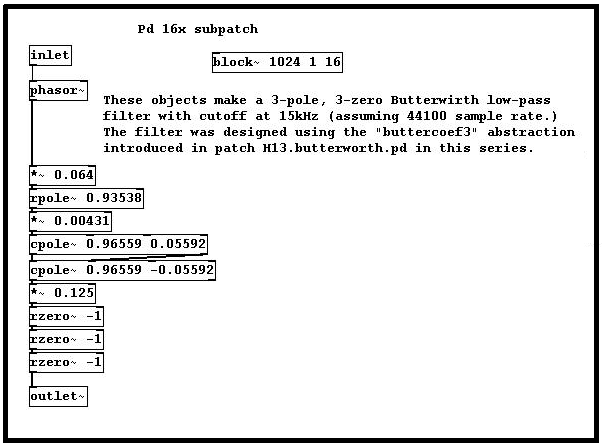 Pd 16x subpatch
inlet
block~ 1024 1 16
phasor~
These objects make a 3-pole, 3-zero Butterwirth low-pass
filter with cutoff at 15kHz (assuming 44100 sample rate.)
The filter was designed using the "buttercoef3" abstraction
introduced in patch H13.butterworth.pd in this series.
*~ 0.064
rpole~ 0.93538
*~ 0.00431
cpole~ 0.96559 0.05592
cpole~ 0.96559 -0.05592
*~ 0.125
rzero~ -1
rzero~ -1
rzero~ -1
outlet~